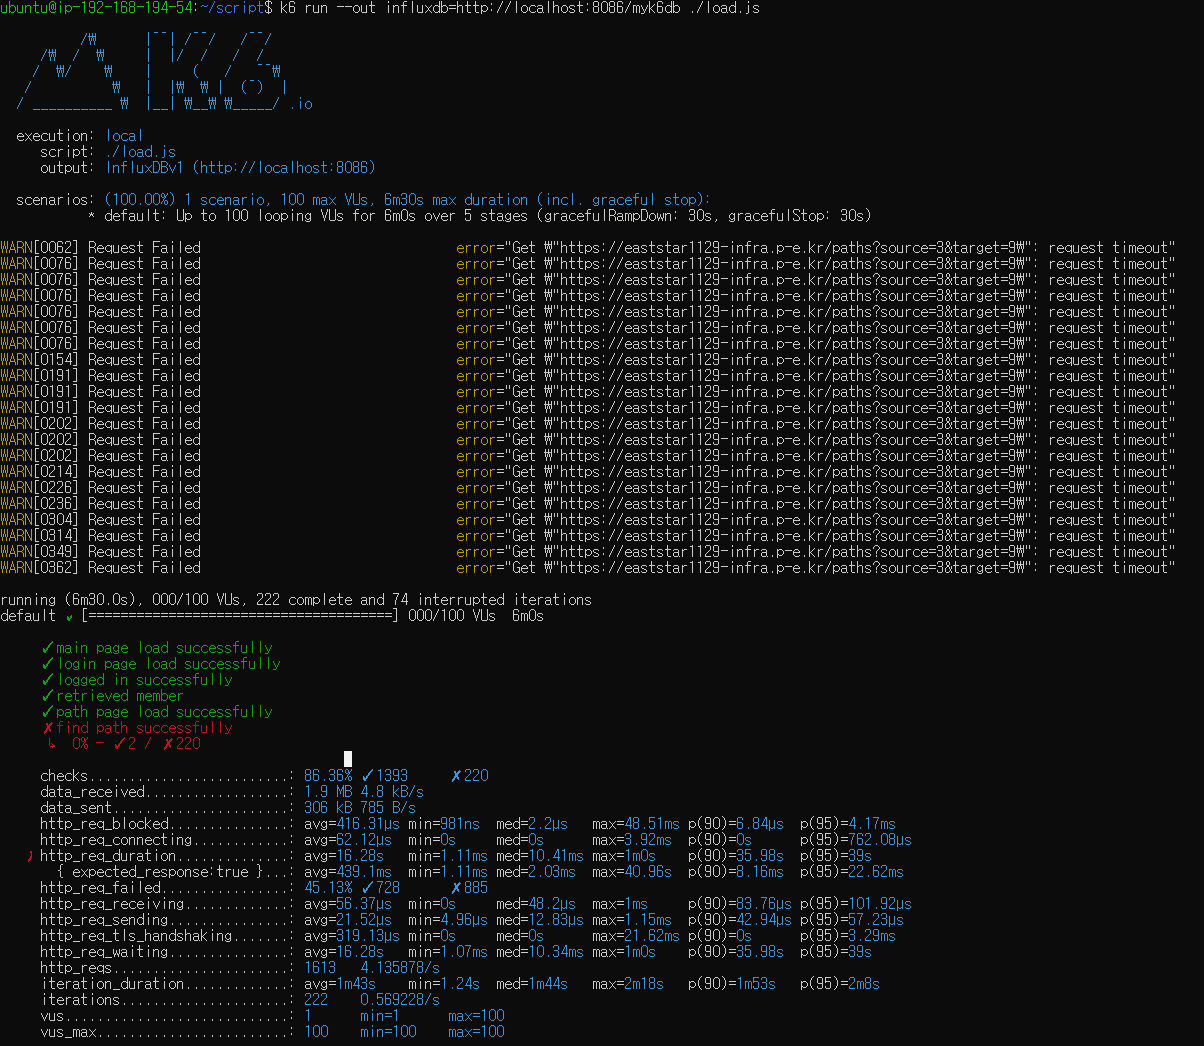 ubuntu@ip-192-168-194-54:~/script$ k6 run --out influxdb=http://localhost:8086/myk6db ./load.js
          /₩      |‾‾| /‾‾/   /‾‾/
     /₩  /  ₩     |  |/  /   /  /
    /  ₩/    ₩    |     (   /   ‾‾₩
   /          ₩   |  |₩  ₩ |  (‾)  |
  / __________ ₩  |__| ₩__₩ ₩_____/ .io
  execution: local
     script: ./load.js
     output: InfluxDBv1 (http://localhost:8086)
  scenarios: (100.00%) 1 scenario, 100 max VUs, 6m30s max duration (incl. graceful stop):
           * default: Up to 100 looping VUs for 6m0s over 5 stages (gracefulRampDown: 30s, gracefulStop: 30s)
WARN[0062] Request Failed                                error="Get ₩"https://eaststar1129-infra.p-e.kr/paths?source=3&target=9₩": request timeout"
WARN[0076] Request Failed                                error="Get ₩"https://eaststar1129-infra.p-e.kr/paths?source=3&target=9₩": request timeout"
WARN[0076] Request Failed                                error="Get ₩"https://eaststar1129-infra.p-e.kr/paths?source=3&target=9₩": request timeout"
WARN[0076] Request Failed                                error="Get ₩"https://eaststar1129-infra.p-e.kr/paths?source=3&target=9₩": request timeout"
WARN[0076] Request Failed                                error="Get ₩"https://eaststar1129-infra.p-e.kr/paths?source=3&target=9₩": request timeout"
WARN[0076] Request Failed                                error="Get ₩"https://eaststar1129-infra.p-e.kr/paths?source=3&target=9₩": request timeout"
WARN[0076] Request Failed                                error="Get ₩"https://eaststar1129-infra.p-e.kr/paths?source=3&target=9₩": request timeout"
WARN[0154] Request Failed                                error="Get ₩"https://eaststar1129-infra.p-e.kr/paths?source=3&target=9₩": request timeout"
WARN[0191] Request Failed                                error="Get ₩"https://eaststar1129-infra.p-e.kr/paths?source=3&target=9₩": request timeout"
WARN[0191] Request Failed                                error="Get ₩"https://eaststar1129-infra.p-e.kr/paths?source=3&target=9₩": request timeout"
WARN[0191] Request Failed                                error="Get ₩"https://eaststar1129-infra.p-e.kr/paths?source=3&target=9₩": request timeout"
WARN[0202] Request Failed                                error="Get ₩"https://eaststar1129-infra.p-e.kr/paths?source=3&target=9₩": request timeout"
WARN[0202] Request Failed                                error="Get ₩"https://eaststar1129-infra.p-e.kr/paths?source=3&target=9₩": request timeout"
WARN[0202] Request Failed                                error="Get ₩"https://eaststar1129-infra.p-e.kr/paths?source=3&target=9₩": request timeout"
WARN[0214] Request Failed                                error="Get ₩"https://eaststar1129-infra.p-e.kr/paths?source=3&target=9₩": request timeout"
WARN[0226] Request Failed                                error="Get ₩"https://eaststar1129-infra.p-e.kr/paths?source=3&target=9₩": request timeout"
WARN[0236] Request Failed                                error="Get ₩"https://eaststar1129-infra.p-e.kr/paths?source=3&target=9₩": request timeout"
WARN[0304] Request Failed                                error="Get ₩"https://eaststar1129-infra.p-e.kr/paths?source=3&target=9₩": request timeout"
WARN[0314] Request Failed                                error="Get ₩"https://eaststar1129-infra.p-e.kr/paths?source=3&target=9₩": request timeout"
WARN[0349] Request Failed                                error="Get ₩"https://eaststar1129-infra.p-e.kr/paths?source=3&target=9₩": request timeout"
WARN[0362] Request Failed                                error="Get ₩"https://eaststar1129-infra.p-e.kr/paths?source=3&target=9₩": request timeout"
running (6m30.0s), 000/100 VUs, 222 complete and 74 interrupted iterations
default ✓ [======================================] 000/100 VUs  6m0s
     ✓ main page load successfully
     ✓ login page load successfully
     ✓ logged in successfully
     ✓ retrieved member
     ✓ path page load successfully
     ✗ find path successfully
      ↳  0% — ✓ 2 / ✗ 220
     checks.........................: 86.36% ✓ 1393     ✗ 220
     data_received..................: 1.9 MB 4.8 kB/s
     data_sent......................: 306 kB 785 B/s
     http_req_blocked...............: avg=416.31µs min=981ns  med=2.2µs   max=48.51ms p(90)=6.84µs  p(95)=4.17ms
     http_req_connecting............: avg=62.12µs  min=0s     med=0s      max=3.92ms  p(90)=0s      p(95)=762.08µs
   ✗ http_req_duration..............: avg=16.28s   min=1.11ms med=10.41ms max=1m0s    p(90)=35.98s  p(95)=39s
       { expected_response:true }...: avg=439.1ms  min=1.11ms med=2.03ms  max=40.96s  p(90)=8.16ms  p(95)=22.62ms
     http_req_failed................: 45.13% ✓ 728      ✗ 885
     http_req_receiving.............: avg=56.37µs  min=0s     med=48.2µs  max=1ms     p(90)=83.76µs p(95)=101.92µs
     http_req_sending...............: avg=21.52µs  min=4.96µs med=12.83µs max=1.15ms  p(90)=42.94µs p(95)=57.23µs
     http_req_tls_handshaking.......: avg=319.13µs min=0s     med=0s      max=21.62ms p(90)=0s      p(95)=3.29ms
     http_req_waiting...............: avg=16.28s   min=1.07ms med=10.34ms max=1m0s    p(90)=35.98s  p(95)=39s
     http_reqs......................: 1613   4.135878/s
     iteration_duration.............: avg=1m43s    min=1.24s  med=1m44s   max=2m18s   p(90)=1m53s   p(95)=2m8s
     iterations.....................: 222    0.569228/s
     vus............................: 1      min=1      max=100
     vus_max........................: 100    min=100    max=100